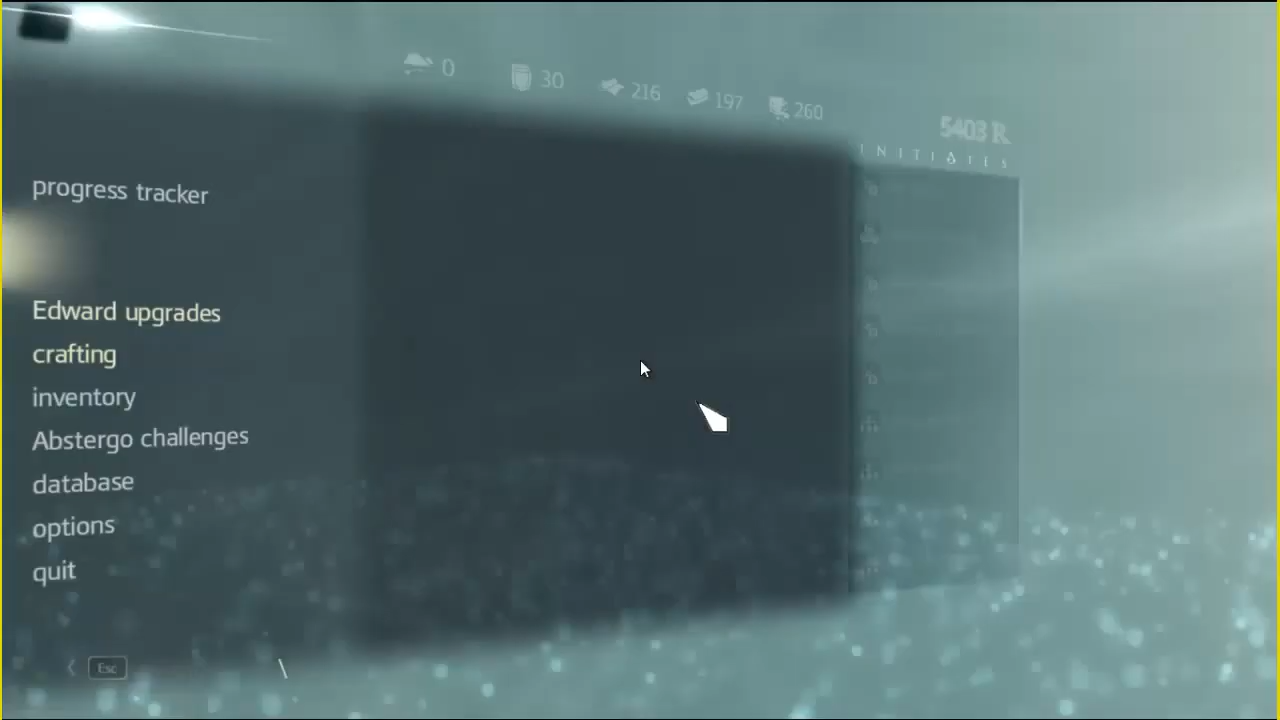 0 30 216 197 260
5403 R
INITIATES
progress tracker
Edward upgrades
crafting
inventory
Abstergo challenges
database
options
quit
Esc